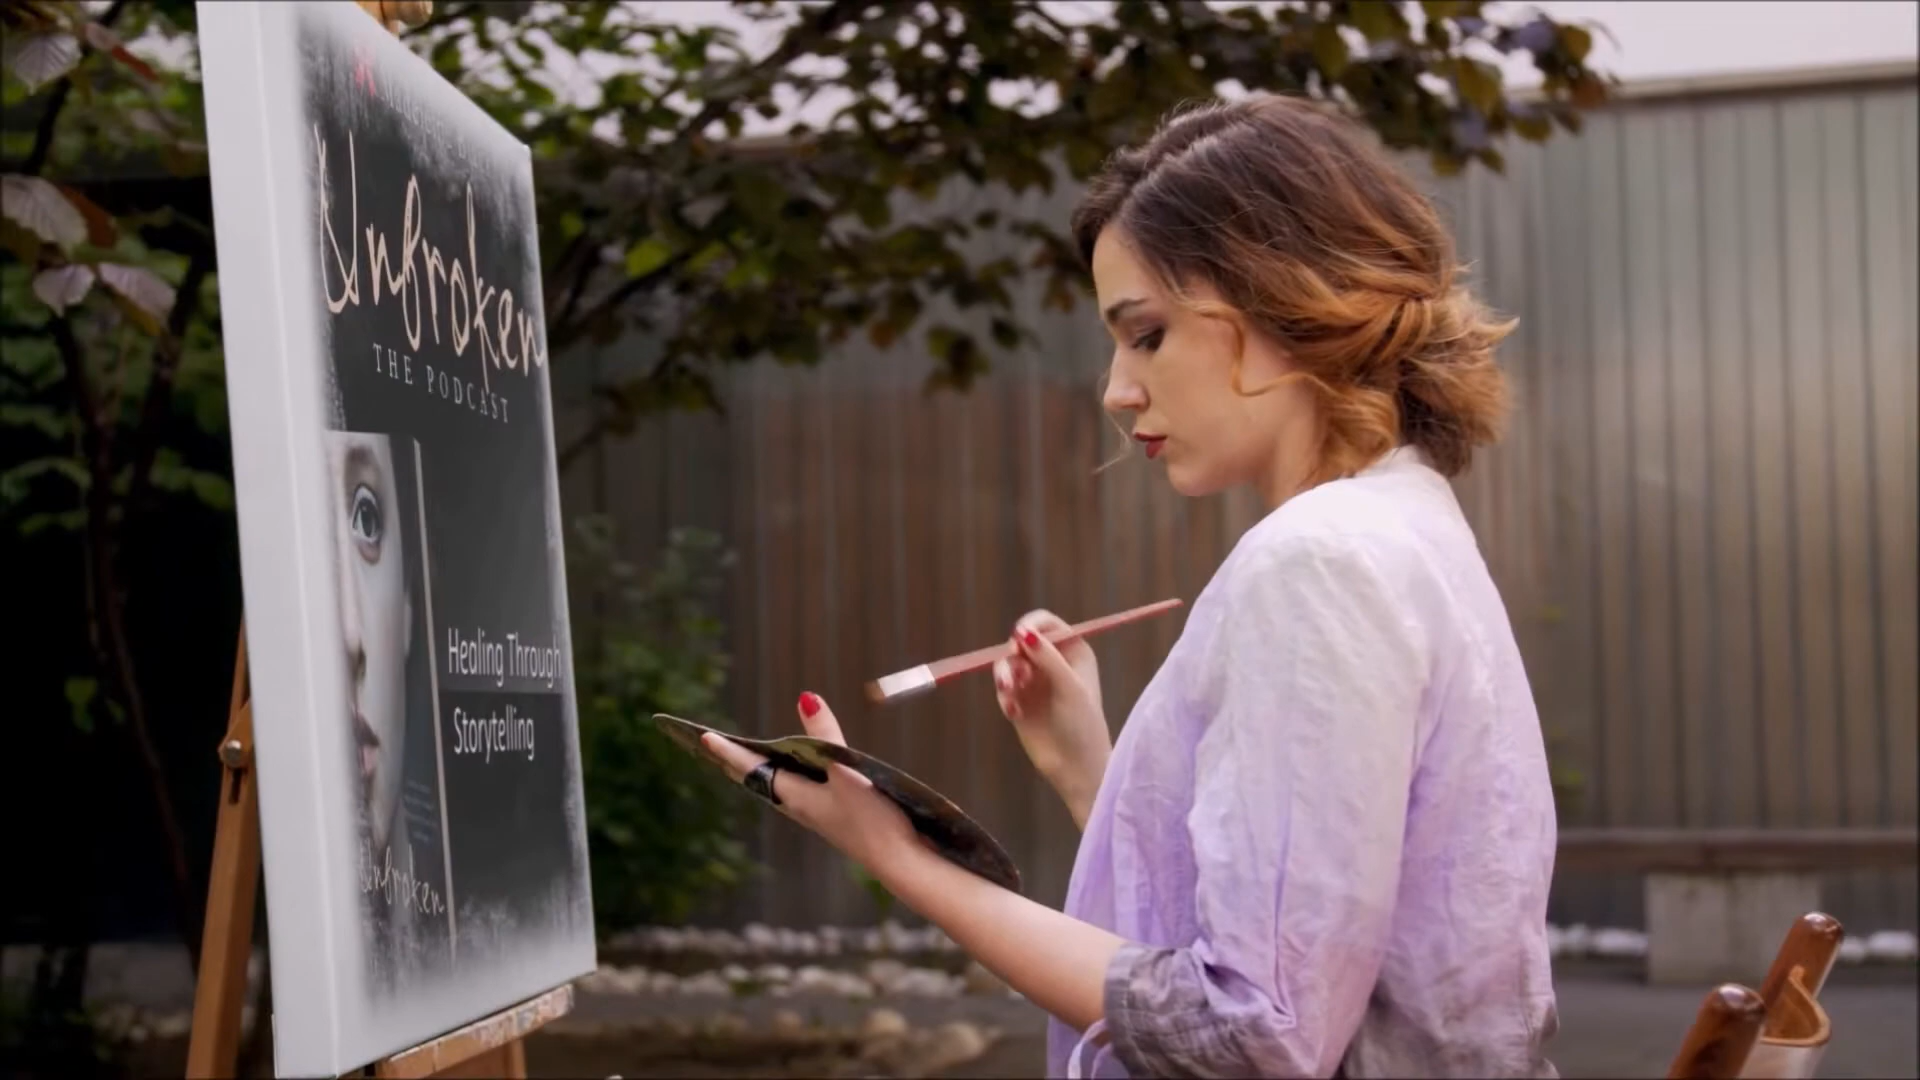 Unbroken
THE PODCAST
Healing Through
Storytelling
Unbroken